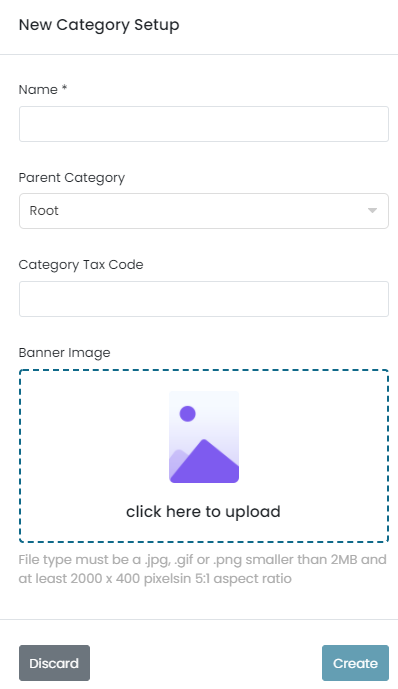 New Category Setup
Name *
Parent Category
Root
Category Tax Code
Banner Image
click here to upload
File type must be a .jpg, .gif or .png smaller than 2MB and
at least 2000 x 400 pixelsin 5:1 aspect ratio
Discard
Create